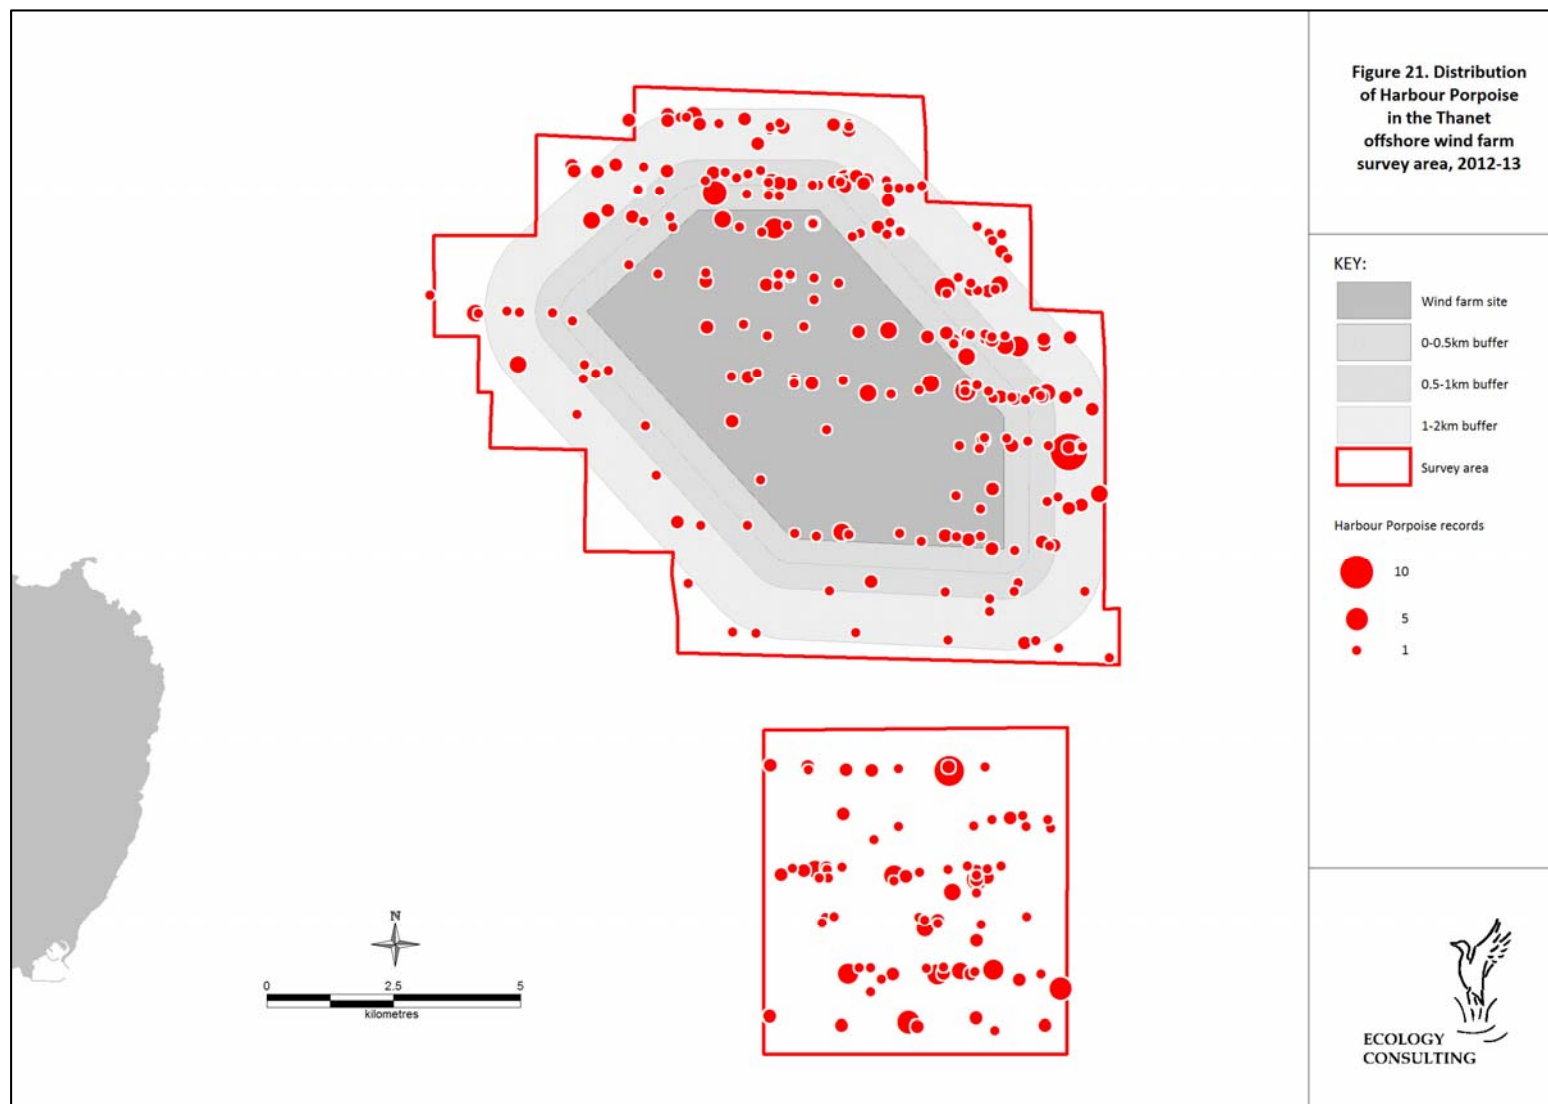 Figure 21. Distribution
of Harbour Porpoise
in the Thanet
offshore wind farm
survey area, 2012-13
KEY:
Wind farm site
0-0.5km buffer
0.5-1km buffer
1-2km buffer
Survey area
Harbour Porpoise records
10
5
1
N
0 2.5 5
kilometres
ECOLOGY
CONSULTING